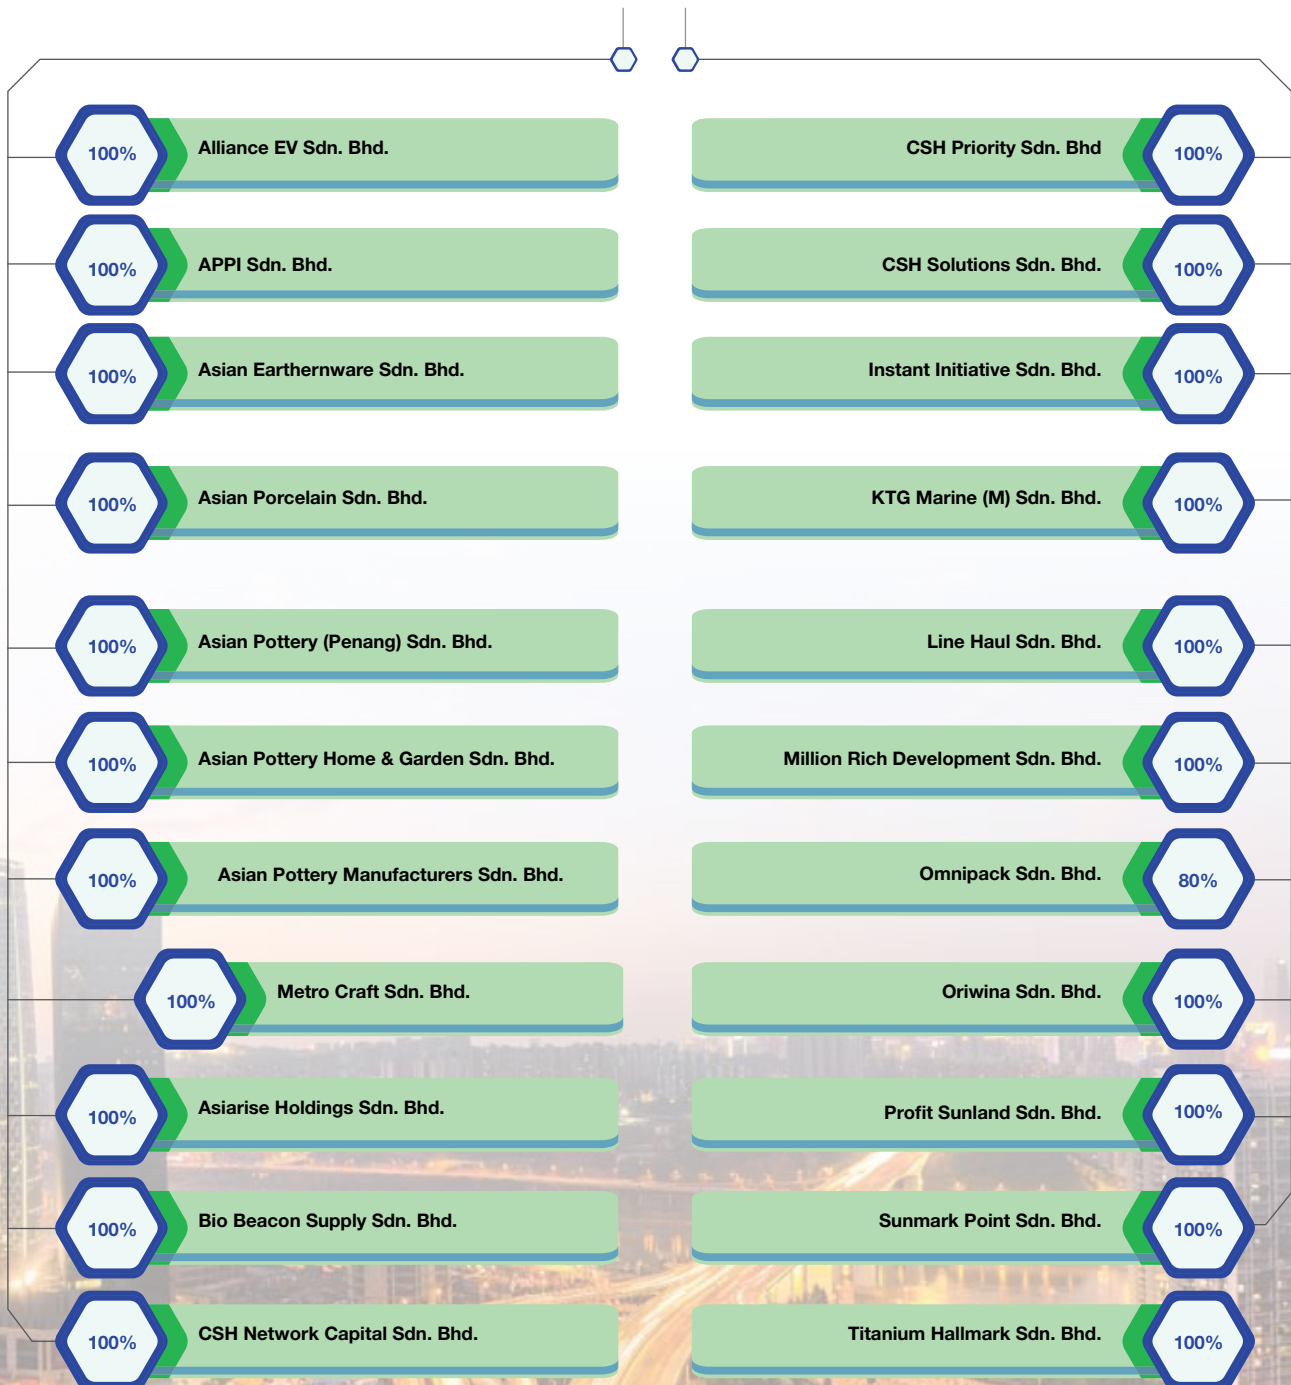 100% Alliance EV Sdn. Bhd.
100% APPI Sdn. Bhd.
100% Asian Earthernware Sdn. Bhd.
100% Asian Porcelain Sdn. Bhd.
100% Asian Pottery (Penang) Sdn. Bhd.
100% Asian Pottery Home & Garden Sdn. Bhd.
100% Asian Pottery Manufacturers Sdn. Bhd.
100% Metro Craft Sdn. Bhd.
100% Asiarise Holdings Sdn. Bhd.
100% Bio Beacon Supply Sdn. Bhd.
100% CSH Network Capital Sdn. Bhd.
CSH Priority Sdn. Bhd 100%
CSH Solutions Sdn. Bhd. 100%
Instant Initiative Sdn. Bhd. 100%
KTG Marine (M) Sdn. Bhd. 100%
Line Haul Sdn. Bhd. 100%
Million Rich Development Sdn. Bhd. 100%
Omnipack Sdn. Bhd. 80%
Oriwina Sdn. Bhd. 100%
Profit Sunland Sdn. Bhd. 100%
Sunmark Point Sdn. Bhd. 100%
Titanium Hallmark Sdn. Bhd. 100%